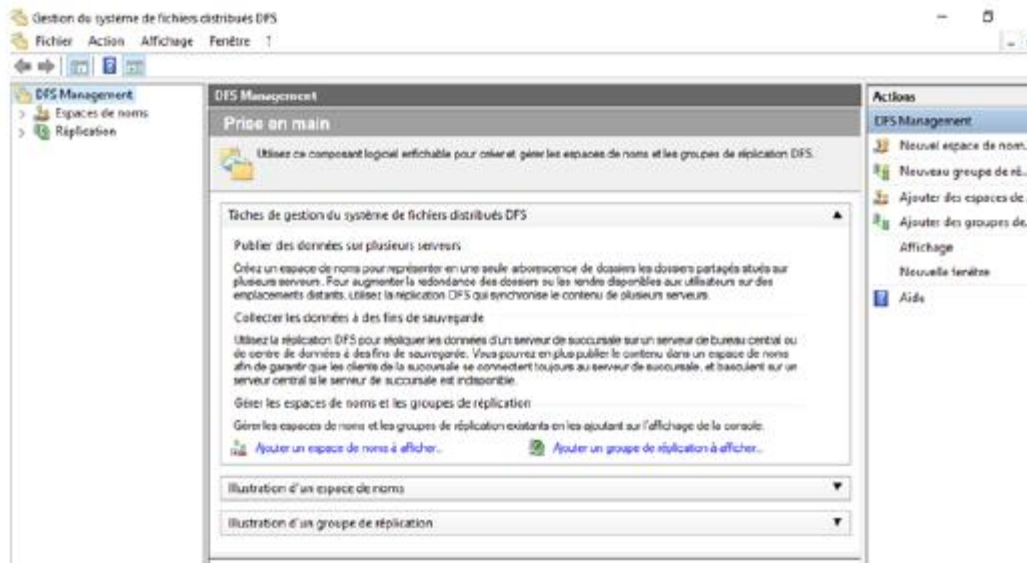 Gestion du système de fichiers distribués DFS
Fichier Action Affichage Fenêtre ?
DFS Management
Espaces de noms
Réplication
DFS Management
Prise en main
Utilisez ce composant logiciel enfichable pour créer et gérer les espaces de noms et les groupes de réplication DFS.
Tâches de gestion du système de fichiers distribués DFS
Publier des données sur plusieurs serveurs
Créez un espace de noms pour représenter en une seule arborescence de dossiers les dossiers partagés situés sur
plusieurs serveurs. Pour augmenter la redondance des dossiers ou les rendre disponibles aux utilisateurs sur des
emplacements distants, utilisez la réplication DFS qui synchronise le contenu de plusieurs serveurs.
Collecter les données à des fins de sauvegarde
Utilisez la réplication DFS pour répliquer les données d'un serveur de succursale sur un serveur de bureau central ou
de centre de données à des fins de sauvegarde. Vous pouvez en plus publier le contenu dans un espace de noms
afin de garantir que les clients de la succursale se connectent toujours au serveur de succursale, et basculent sur un
serveur central si le serveur de succursale est indisponible.
Gérer les espaces de noms et les groupes de réplication
Gérer les espaces de noms et les groupes de réplication existants en les ajoutant sur l'affichage de la console.
Ajouter un espace de noms à afficher...
Ajouter un groupe de réplication à afficher...
Illustration d'un espace de noms
Illustration d'un groupe de réplication
Actions
DFS Management
Nouvel espace de nom...
Nouveau groupe de ré...
Ajouter des espaces de...
Ajouter des groupes de...
Affichage
Nouvelle fenêtre
Aide